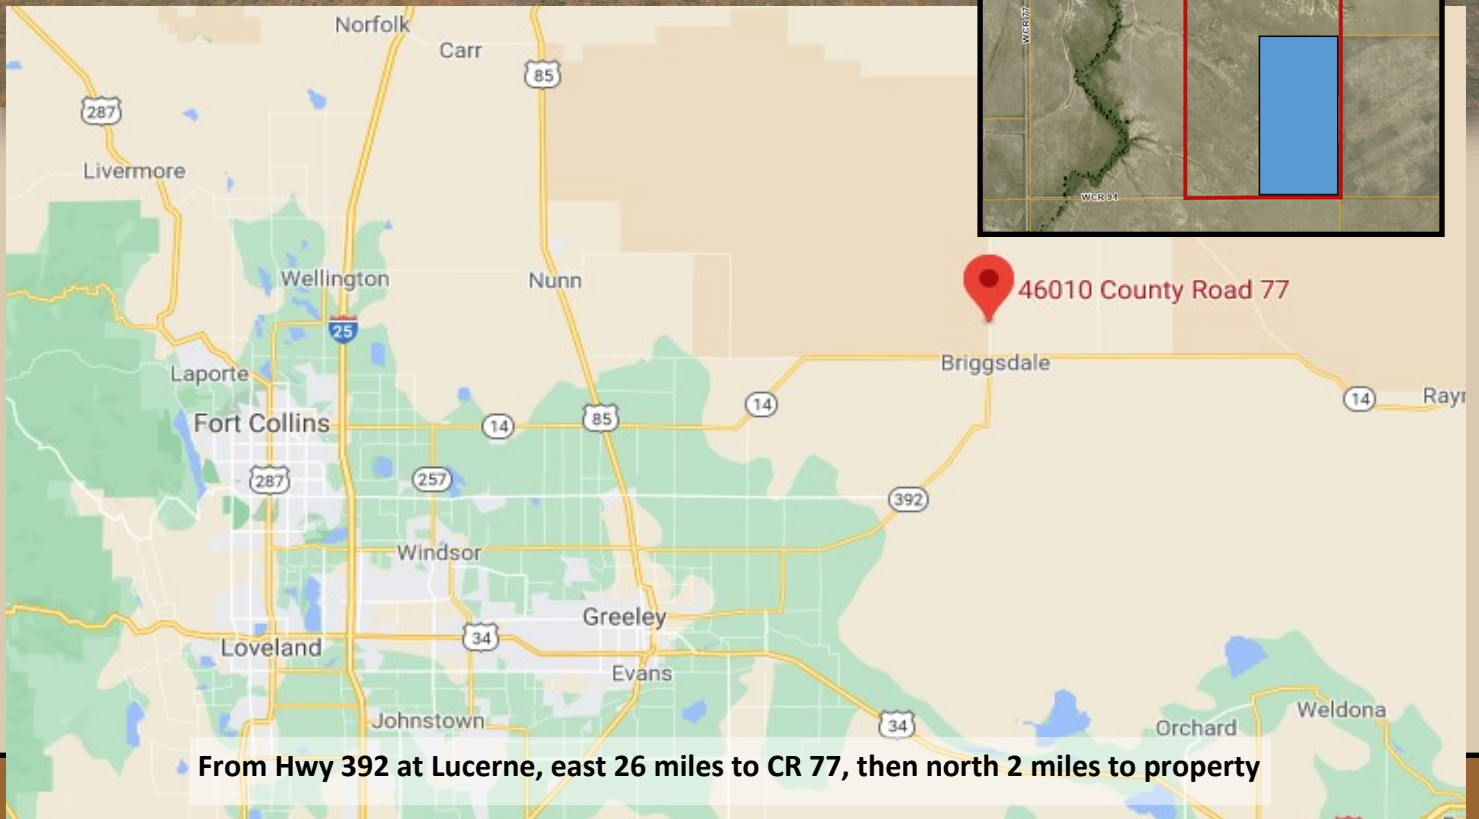 Norfolk
Carr
85
WCR 77
287
Livermore
WCR 94
Wellington
Nunn
46010 County Road 77
25
Laporte
Briggsdale
14
14
Rayr
Fort Collins
14
85
287
257
392
Windsor
Greeley
34
Loveland
Evans
Johnstown
34
Orchard
Weldona
From Hwy 392 at Lucerne, east 26 miles to CR 77, then north 2 miles to property